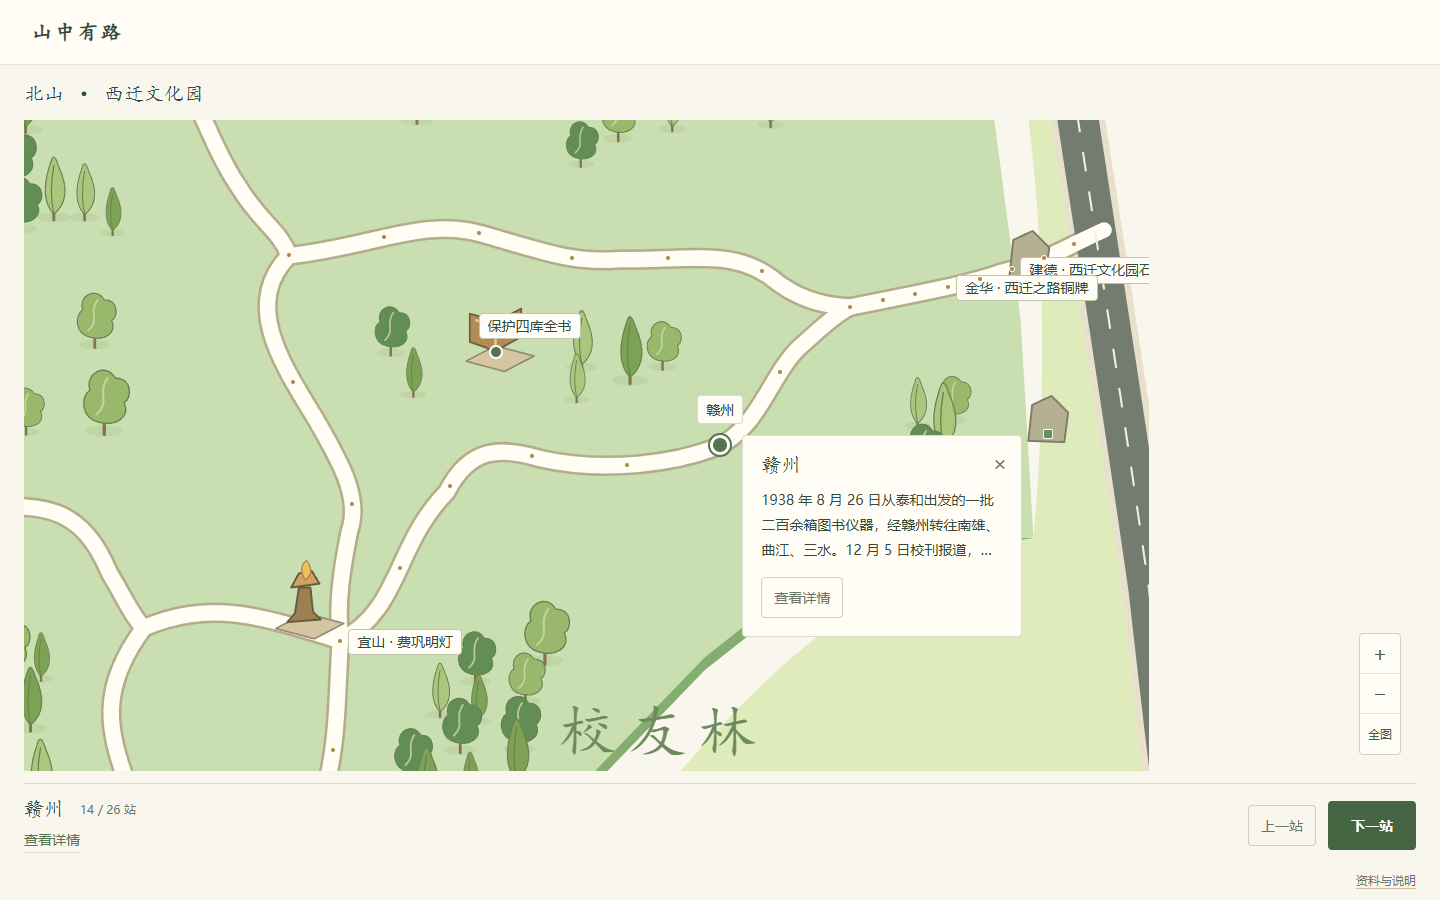 山中有路
北山 • 西迁文化园
建德 · 西迁文化园石
金华 · 西迁之路铜牌
保护四库全书
赣州
赣州
×
1938 年 8 月 26 日从泰和出发的一批
二百余箱图书仪器，经赣州转往南雄、
曲江、三水。12 月 5 日校刊报道，...
查看详情
宜山 · 费巩明灯
校友林
+
−
全图
赣州 14 / 26 站
查看详情
上一站
下一站
资料与说明